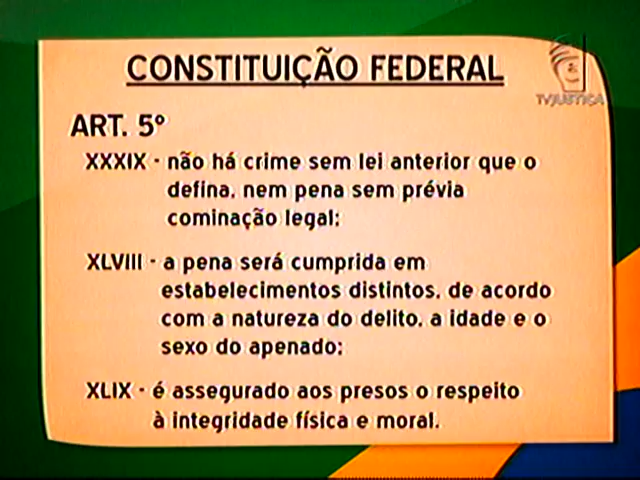 CONSTITUIÇÃO FEDERAL
TVJUSTIÇA
ART. 5º
XXXIX - não há crime sem lei anterior que o
defina, nem pena sem prévia
cominação legal;
XLVIII - a pena será cumprida em
estabelecimentos distintos, de acordo
com a natureza do delito, a idade e o
sexo do apenado;
XLIX - é assegurado aos presos o respeito
à integridade física e moral.